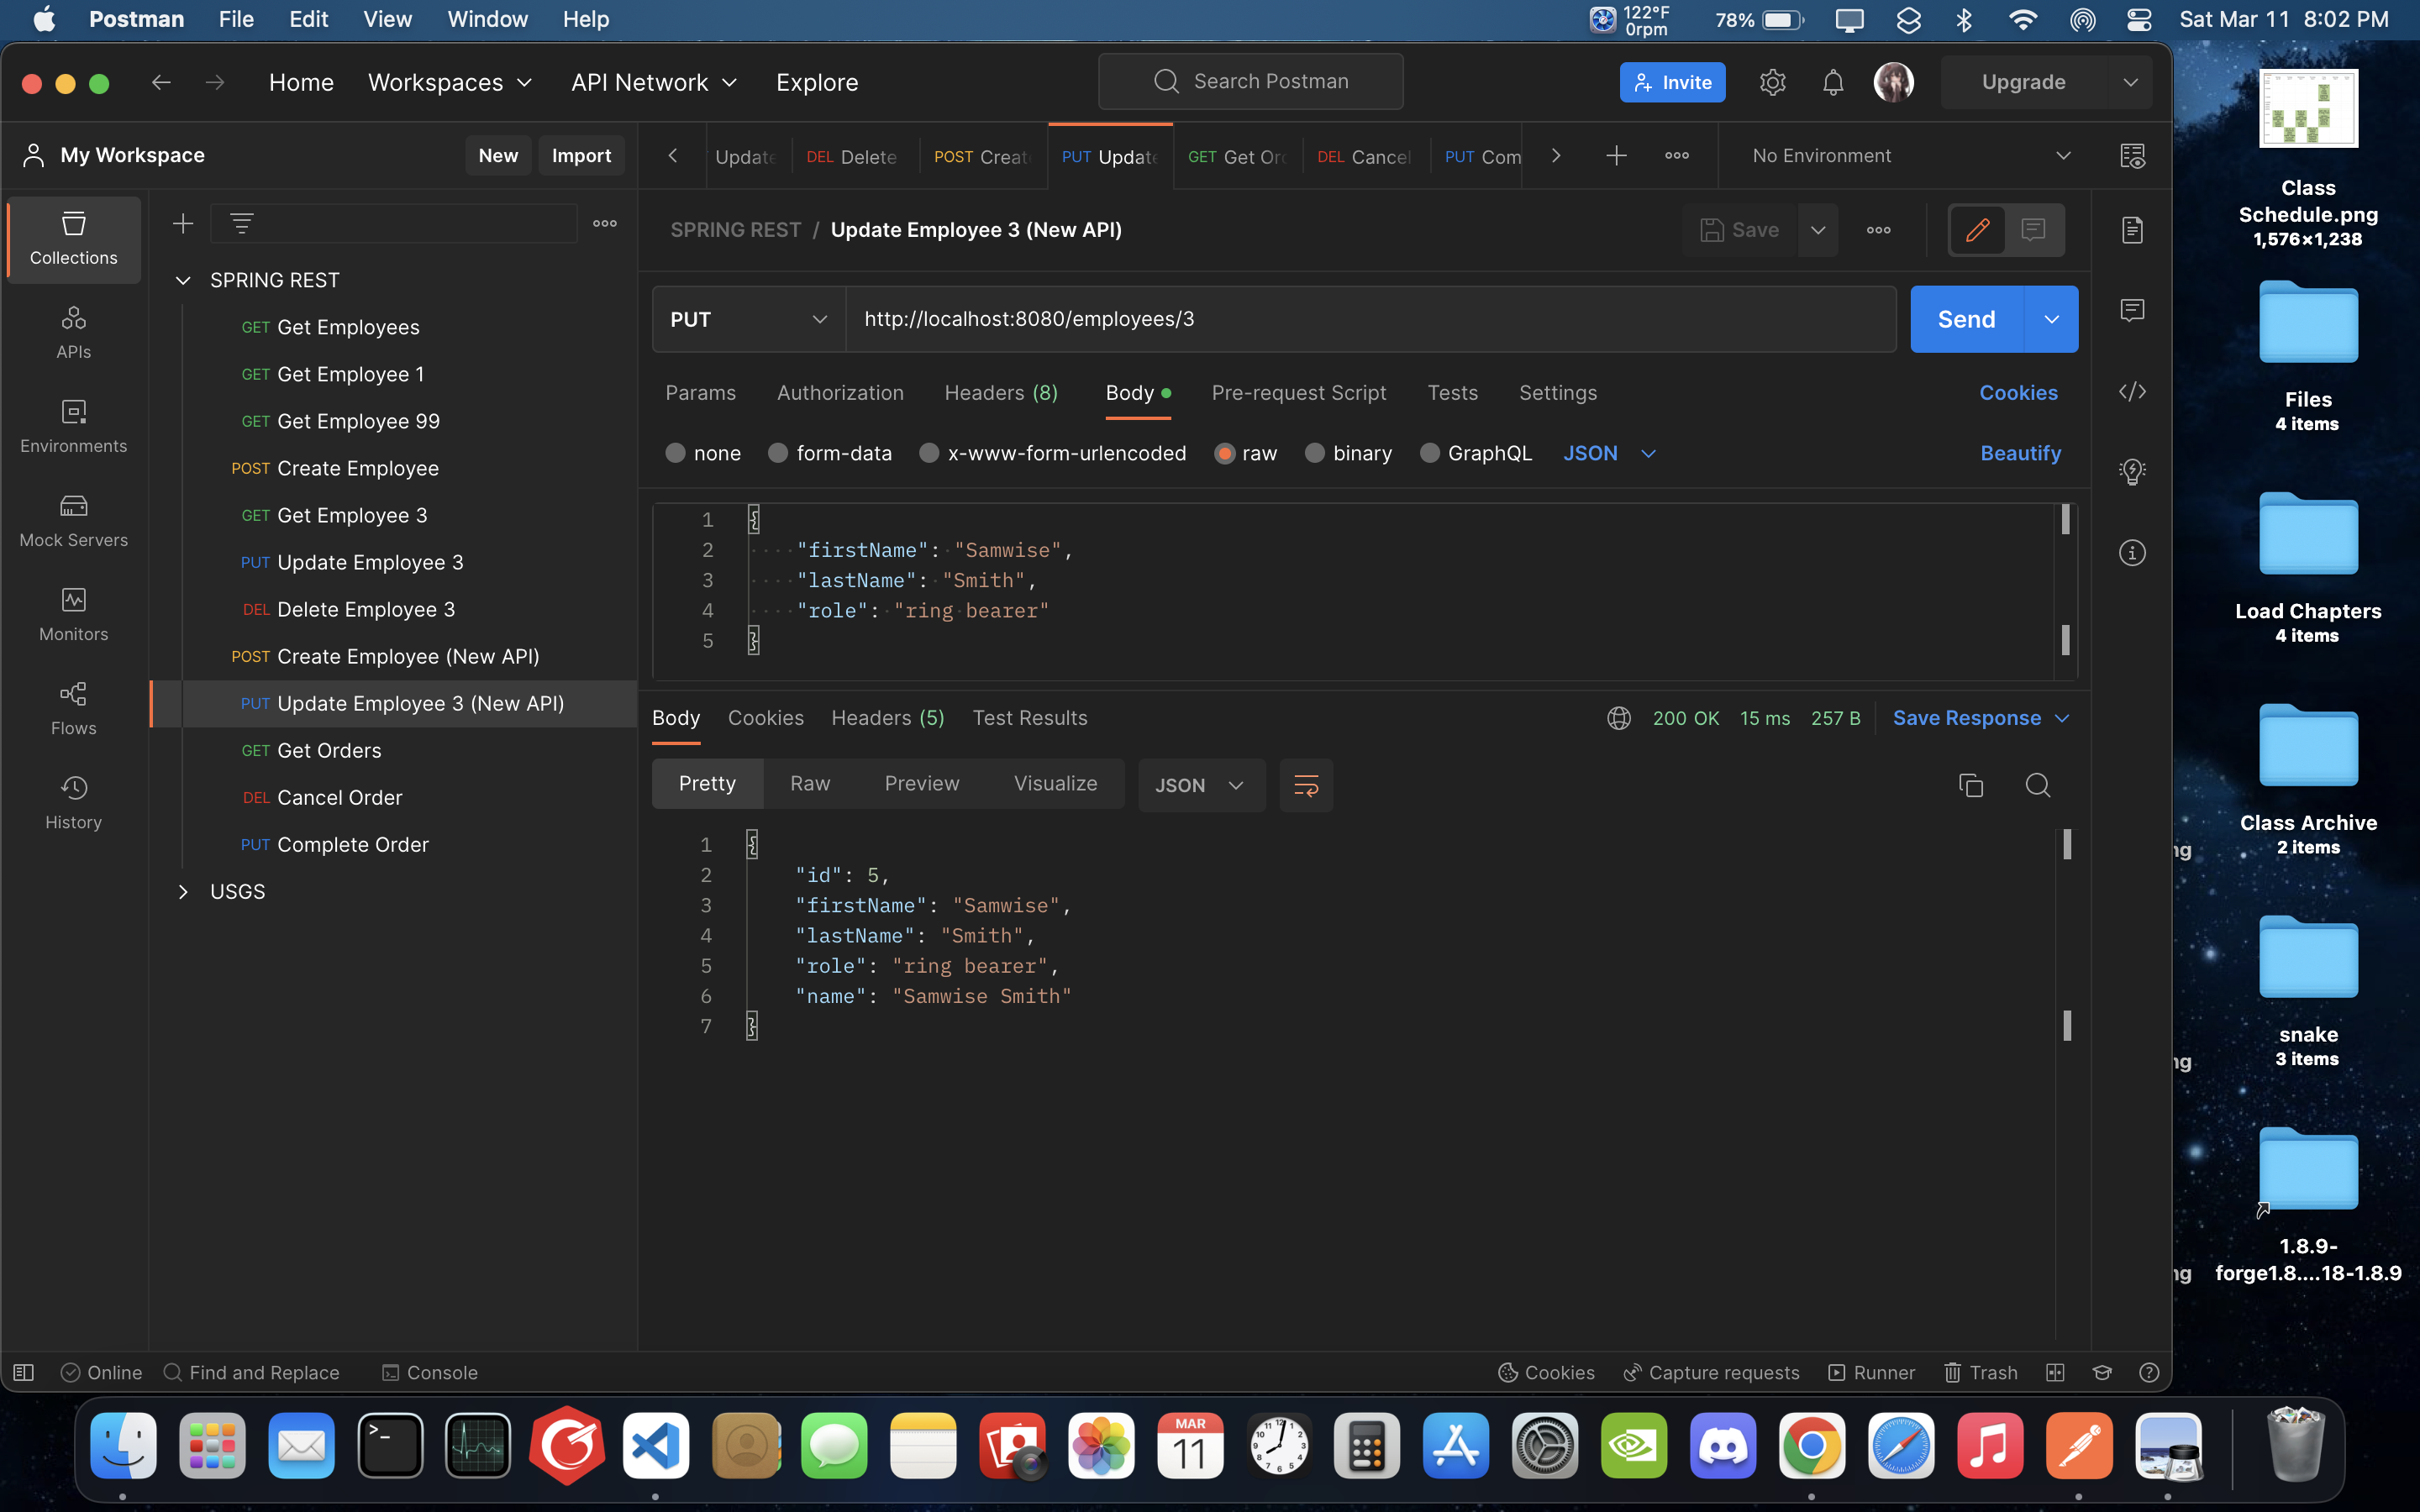 Postman File Edit View Window Help 122°F 0rpm 78% Sat Mar 11 8:02 PM
Home Workspaces API Network Explore Search Postman Invite Upgrade
My Workspace New Import
Update DEL Delete POST Creat PUT Update GET Get Or DEL Cancel PUT Com No Environment
Collections
APIs
Environments
Mock Servers
Monitors
Flows
History
SPRING REST
GET Get Employees
GET Get Employee 1
GET Get Employee 99
POST Create Employee
GET Get Employee 3
PUT Update Employee 3
DEL Delete Employee 3
POST Create Employee (New API)
PUT Update Employee 3 (New API)
GET Get Orders
DEL Cancel Order
PUT Complete Order
USGS
SPRING REST / Update Employee 3 (New API) Save
PUT http://localhost:8080/employees/3 Send
Params Authorization Headers (8) Body Pre-request Script Tests Settings Cookies
none form-data x-www-form-urlencoded raw binary GraphQL JSON Beautify
1 {
2 "firstName": "Samwise",
3 "lastName": "Smith",
4 "role": "ring bearer"
5 }
Body Cookies Headers (5) Test Results 200 OK 15 ms 257 B Save Response
Pretty Raw Preview Visualize JSON
1 {
2 "id": 5,
3 "firstName": "Samwise",
4 "lastName": "Smith",
5 "role": "ring bearer",
6 "name": "Samwise Smith"
7 }
Online Find and Replace Console Cookies Capture requests Runner Trash
Class
Schedule.png
1,576×1,238
Files
4 items
Load Chapters
4 items
Class Archive
2 items
snake
3 items
1.8.9-
forge1.8....18-1.8.9
ng
ng
ng
MAR
11